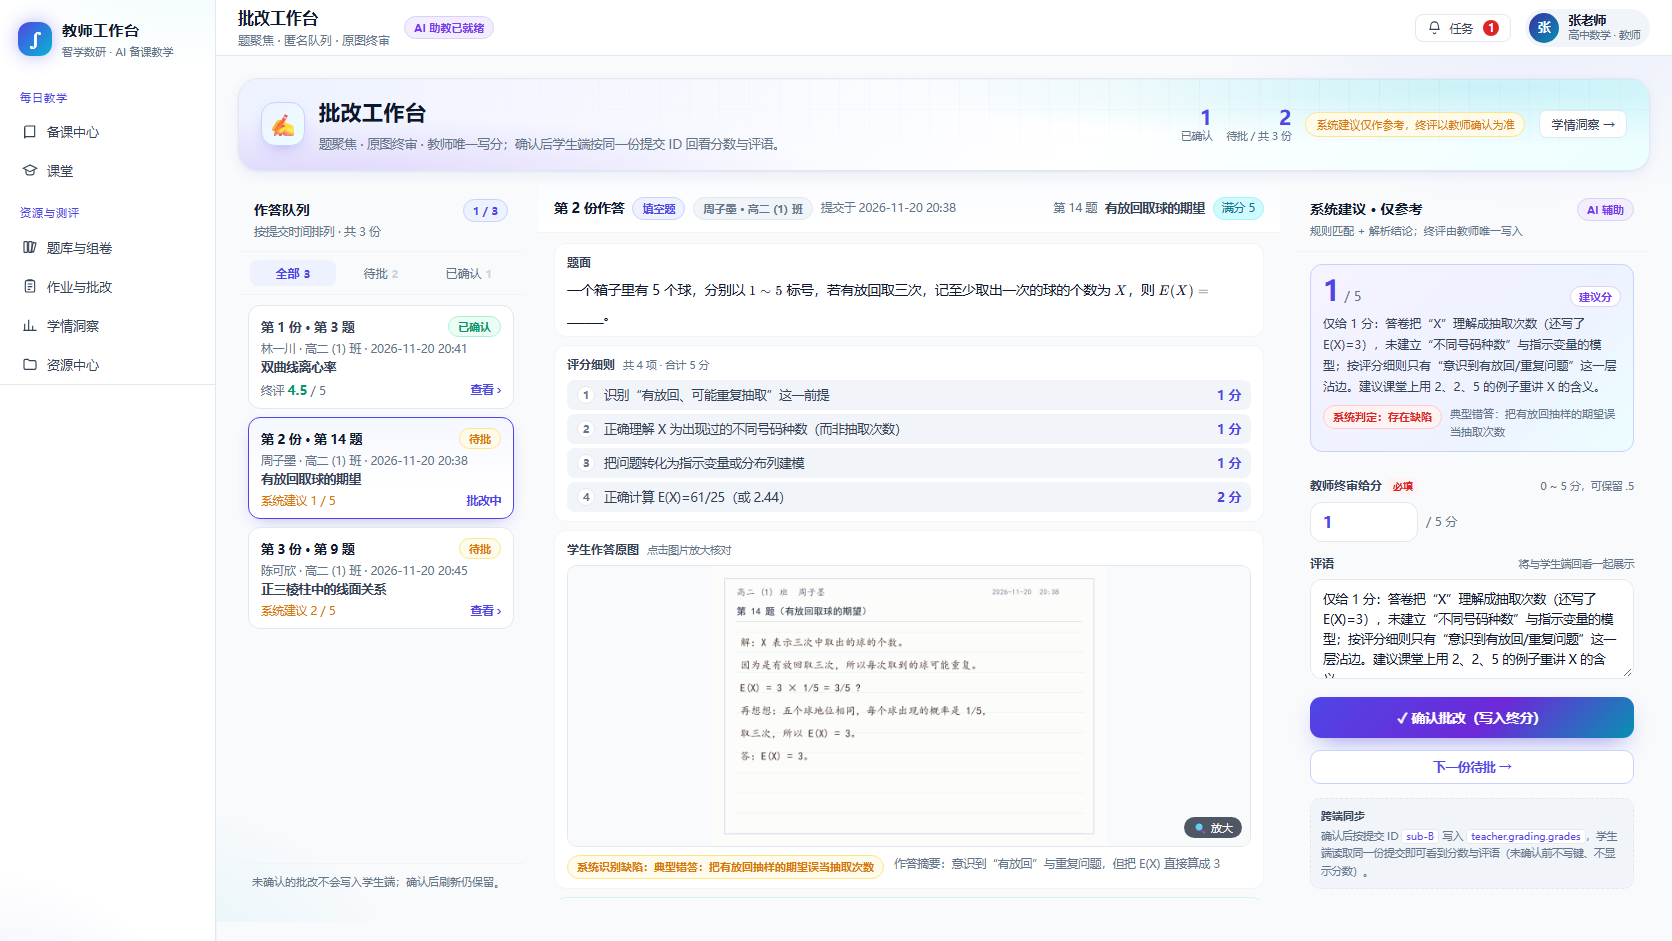 教师工作台
智学数研 · AI 备课教学
每日教学
备课中心
课堂
资源与测评
题库与组卷
作业与批改
学情洞察
资源中心
批改工作台
题聚焦 · 匿名队列 · 原图终审
AI 助教已就绪
任务 1
张
张老师
高中数学 · 教师
批改工作台
题聚焦 · 原图终审 · 教师唯一写分；确认后学生端按同一份提交 ID 回看分数与评语。
1
已确认
2
待批 / 共 3 份
系统建议仅作参考，终评以教师确认为准
学情洞察 →
作答队列
1 / 3
按提交时间排列 · 共 3 份
全部 3
待批 2
已确认 1
第 1 份 • 第 3 题
已确认
林一川 · 高二 (1) 班 · 2026-11-20 20:41
双曲线离心率
终评 4.5 / 5
查看 ›
第 2 份 • 第 14 题
待批
周子墨 · 高二 (1) 班 · 2026-11-20 20:38
有放回取球的期望
系统建议 1 / 5
批改中
第 3 份 • 第 9 题
待批
陈可欣 · 高二 (1) 班 · 2026-11-20 20:45
正三棱柱中的线面关系
系统建议 2 / 5
查看 ›
未确认的批改不会写入学生端；确认后刷新仍保留。
第 2 份作答
填空题
周子墨 • 高二 (1) 班
提交于 2026-11-20 20:38
第 14 题 有放回取球的期望
满分 5
题面
一个箱子里有 5 个球，分别以 1 ∼ 5 标号，若有放回取三次，记至少取出一次的球的个数为 X，则 E(X) =
______。
评分细则 共 4 项 · 合计 5 分
1 识别“有放回、可能重复抽取”这一前提 1 分
2 正确理解 X 为出现过的不同号码种数（而非抽取次数） 1 分
3 把问题转化为指示变量或分布列建模 1 分
4 正确计算 E(X)=61/25（或 2.44） 2 分
学生作答原图 点击图片放大核对
高二 (1) 班 周子墨
2026-11-20 20:38
第 14 题（有放回取球的期望）
解：X 表示三次中取出的球的个数。
因为是有放回取三次，所以每次取到的球可能重复。
E(X) = 3 × 1/5 = 3/5 ?
再想想：五个球地位相同，每个球出现的概率是 1/5，
取三次，所以 E(X) = 3。
答：E(X) = 3。
放大
系统识别缺陷：典型错答：把有放回抽样的期望误当抽取次数
作答摘要：意识到“有放回”与重复问题，但把 E(X) 直接算成 3
系统建议 • 仅参考
AI 辅助
规则匹配 + 解析结论；终评由教师唯一写入
1 / 5
建议分
仅给 1 分：答卷把“X”理解成抽取次数（还写了
E(X)=3），未建立“不同号码种数”与指示变量的模
型；按评分细则只有“意识到有放回/重复问题”这一层
沾边。建议课堂上用 2、2、5 的例子重讲 X 的含义。
系统判定：存在缺陷
典型错答：把有放回抽样的期望误
当抽取次数
教师终审给分 必填
0 ~ 5 分，可保留 .5
1
/ 5 分
评语
将与学生端回看一起展示
仅给 1 分：答卷把“X”理解成抽取次数（还写了
E(X)=3），未建立“不同号码种数”与指示变量的模
型；按评分细则只有“意识到有放回/重复问题”这一
层沾边。建议课堂上用 2、2、5 的例子重讲 X 的含
✓ 确认批改（写入终分）
下一份待批 →
跨端同步
确认后按提交 ID sub-B 写入 teacher.grading.grades，学生
端读取同一份提交即可看到分数与评语（未确认前不写键、不显
示分数）。